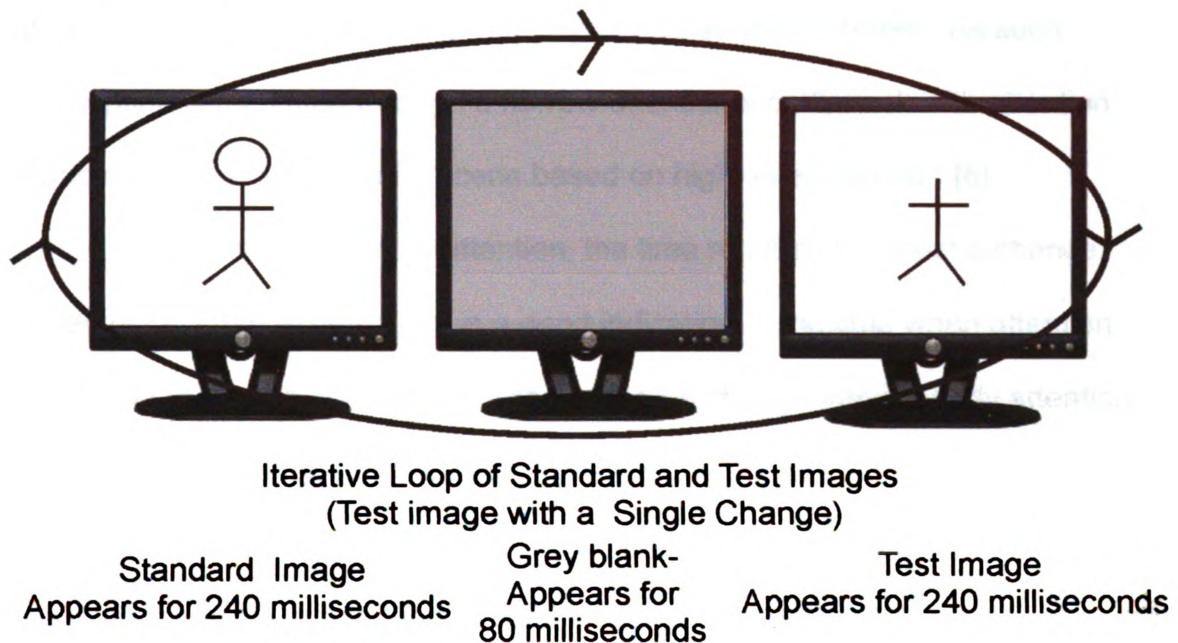 Iterative Loop of Standard and Test Images
(Test image with a Single Change)
Standard Image
Appears for 240 milliseconds
Grey blank-
Appears for
80 milliseconds
Test Image
Appears for 240 milliseconds